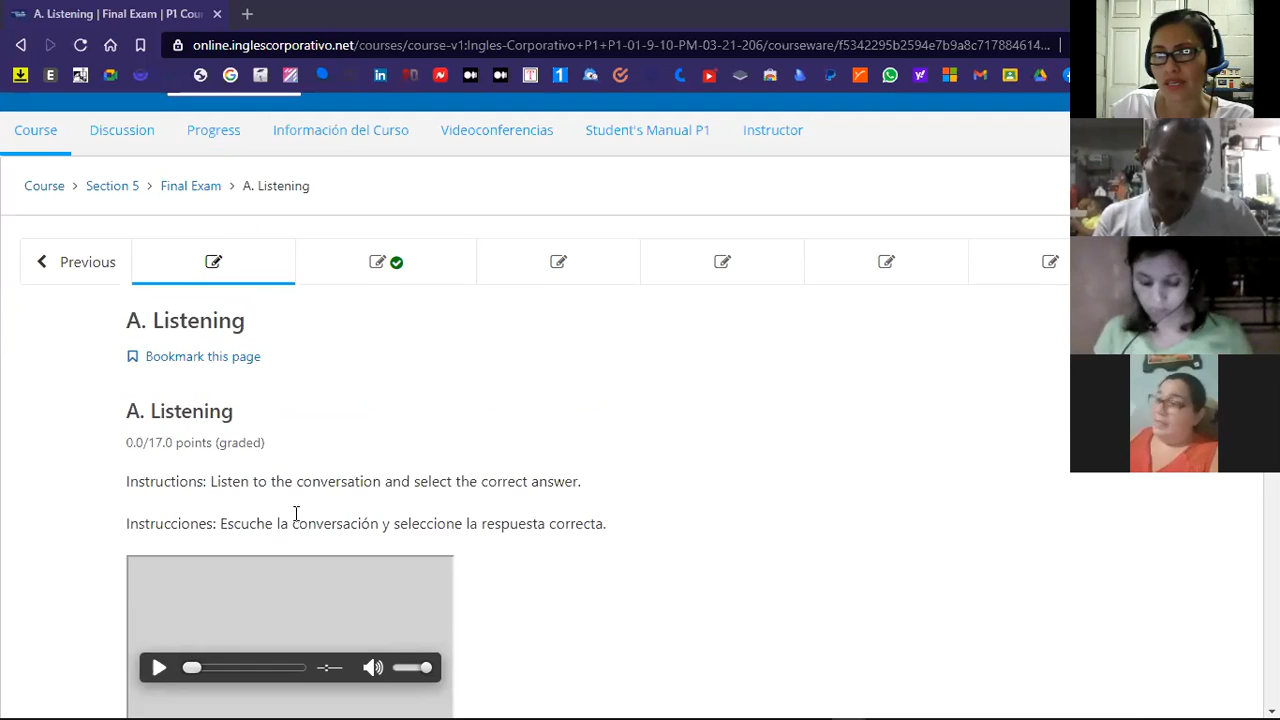 A. Listening | Final Exam | P1 Cou
online.inglescorporativo.net/courses/course-v1:Ingles-Corporativo+P1+P1-01-9-10-PM-03-21-206/courseware/f5342295b2594e7b9a8c717884614...
Course Discussion Progress Información del Curso Videoconferencias Student's Manual P1 Instructor
Course > Section 5 > Final Exam > A. Listening
Previous
A. Listening
Bookmark this page
A. Listening
0.0/17.0 points (graded)
Instructions: Listen to the conversation and select the correct answer.
Instrucciones: Escuche la conversación y seleccione la respuesta correcta.
-:--